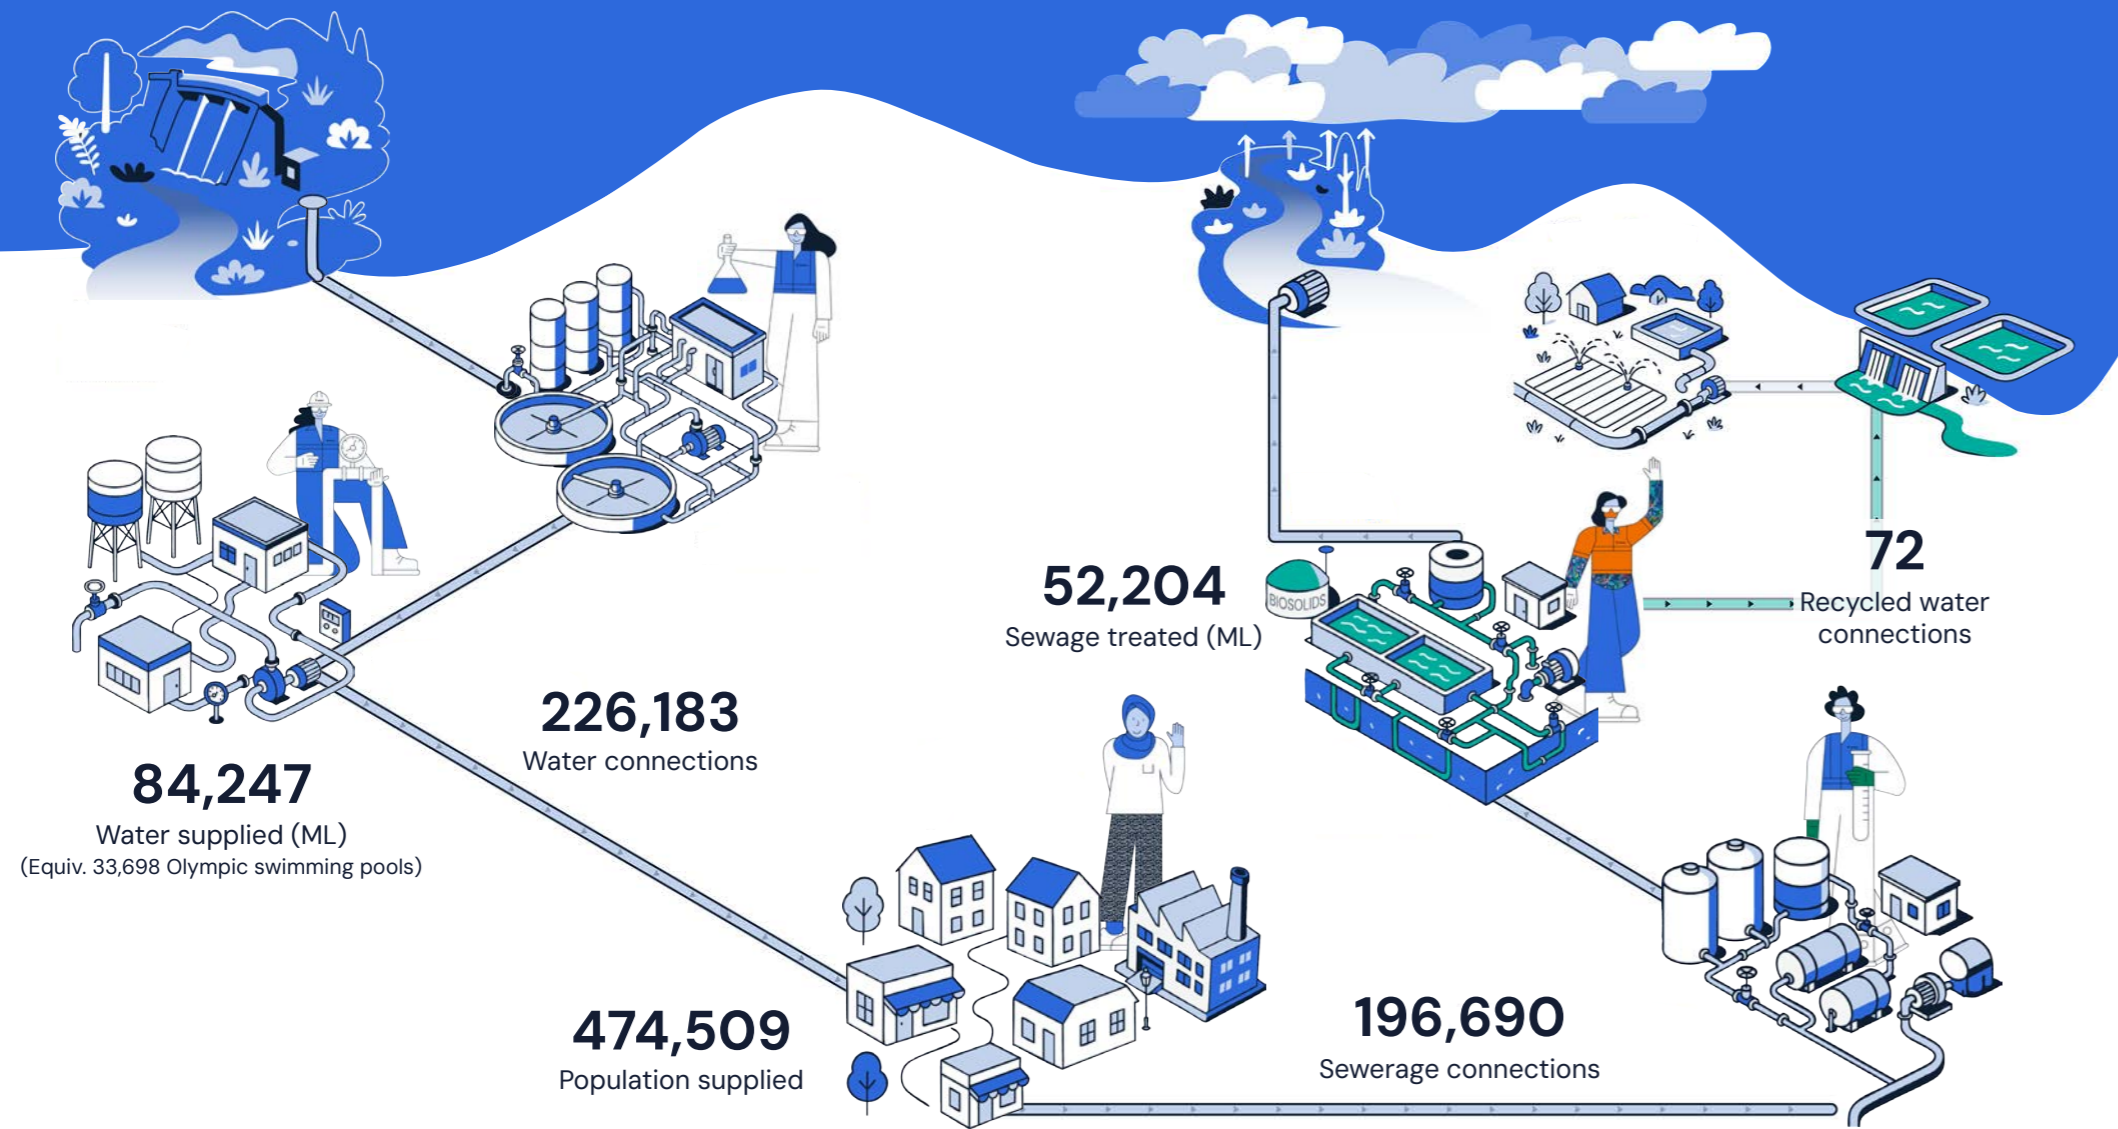 84,247
Water supplied (ML)
(Equiv. 33,698 Olympic swimming pools)
226,183
Water connections
474,509
Population supplied
52,204
Sewage treated (ML)
BIOSOLIDS
72
Recycled water
connections
196,690
Sewerage connections